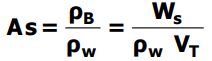 As = ρB / ρw = Ws / ρw VT